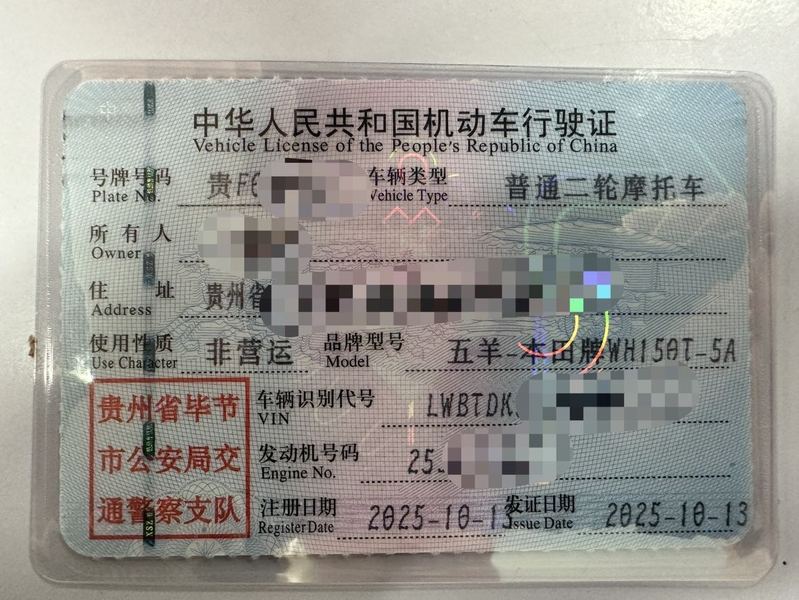 中华人民共和国机动车行驶证
Vehicle License of the People's Republic of China
号牌号码 贵F 车辆类型 普通二轮摩托车
Plate No. Vehicle Type
所有人
Owner
住址 贵州省
Address
使用性质 非营运 品牌型号 五羊-本田牌WH150T-5A
Use Character Model
贵州省毕节
市公安局交
通警察支队
车辆识别代号 LWBTDK
VIN
发动机号码 25
Engine No.
注册日期 2025-10-13 发证日期 2025-10-13
Register Date Issue Date